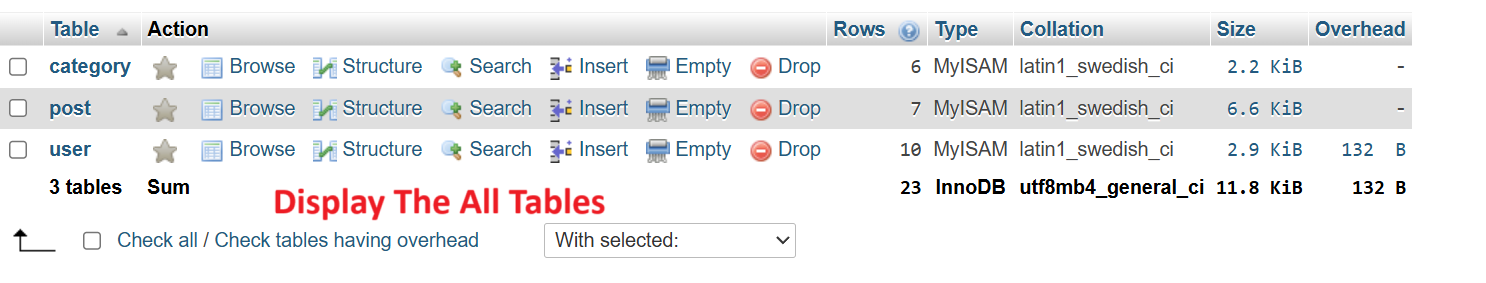 Table Action Rows Type Collation Size Overhead
category Browse Structure Search Insert Empty Drop 6 MyISAM latin1_swedish_ci 2.2 KiB -
post Browse Structure Search Insert Empty Drop 7 MyISAM latin1_swedish_ci 6.6 KiB -
user Browse Structure Search Insert Empty Drop 10 MyISAM latin1_swedish_ci 2.9 KiB 132 B
3 tables Sum 23 InnoDB utf8mb4_general_ci 11.8 KiB 132 B
Display The All Tables
Check all / Check tables having overhead With selected: